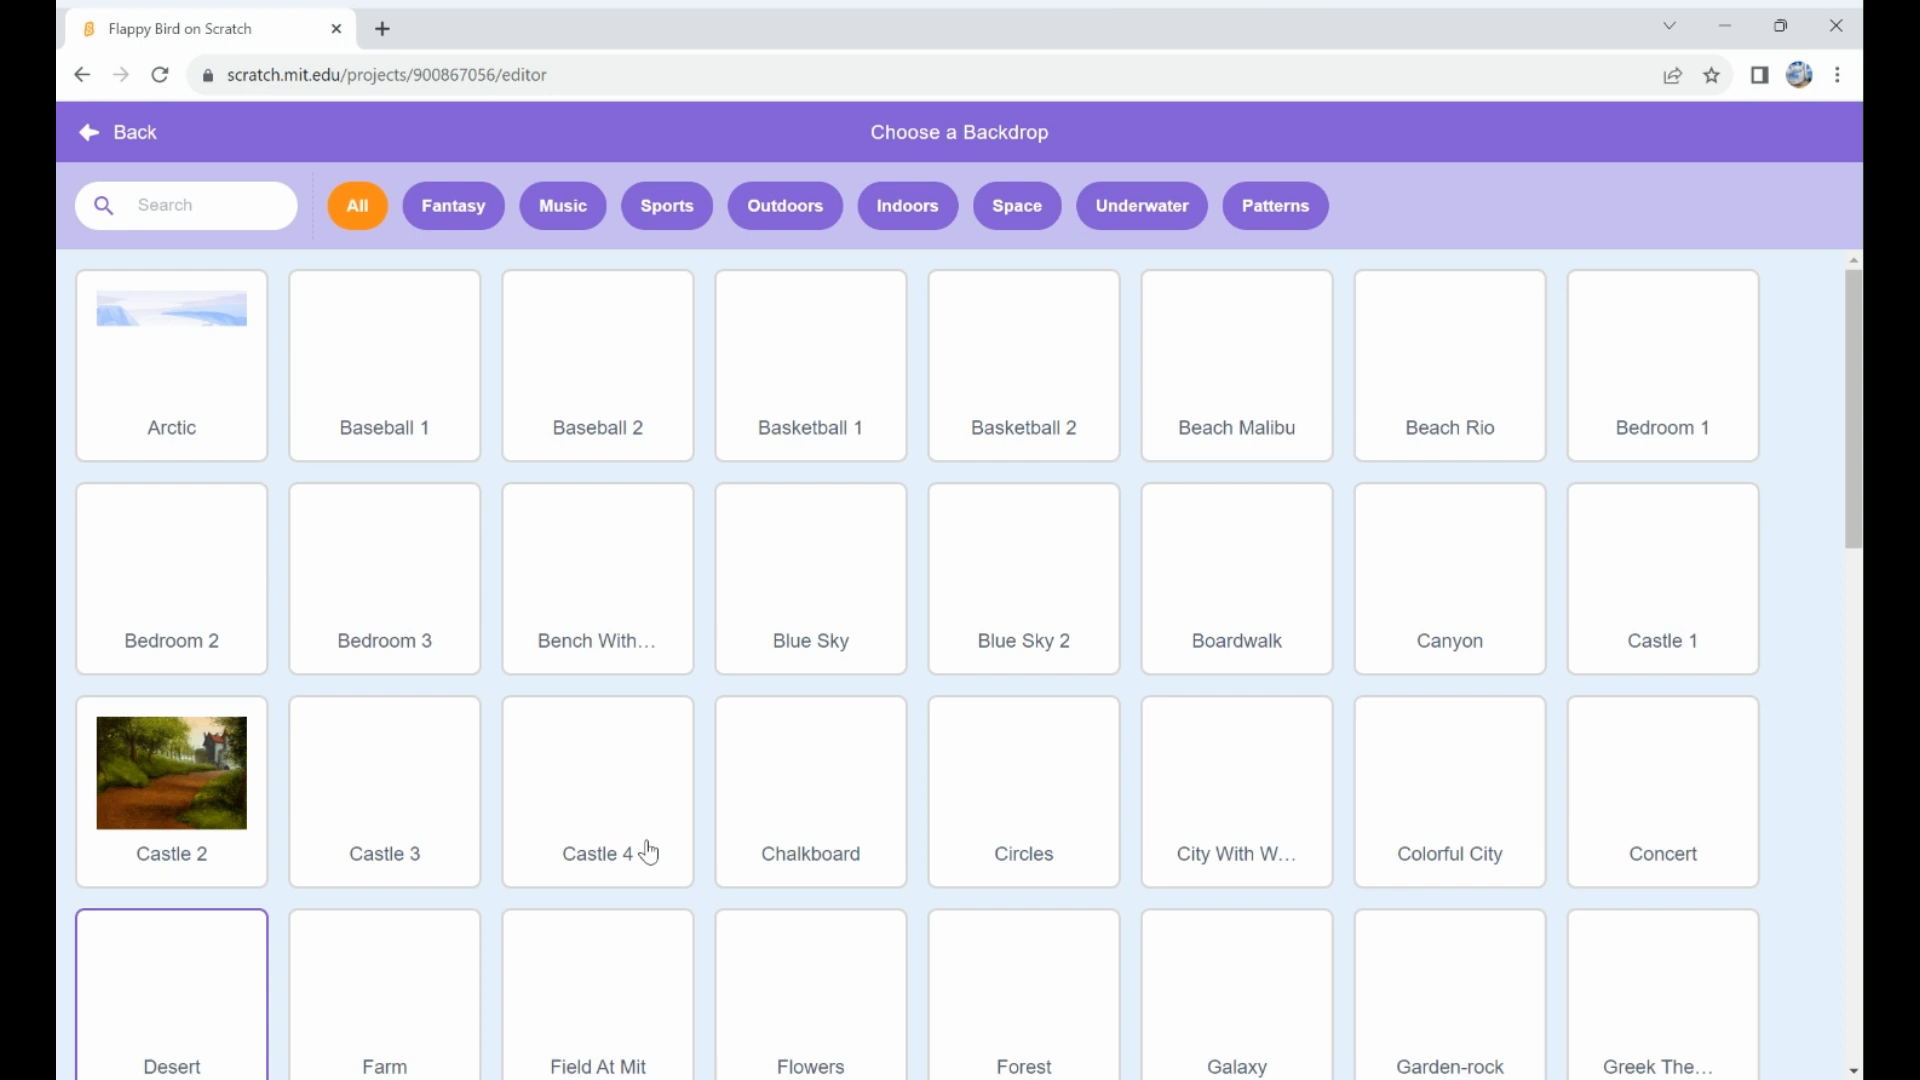 Flappy Bird on Scratch
scratch.mit.edu/projects/900867056/editor
Back
Choose a Backdrop
Search
All
Fantasy
Music
Sports
Outdoors
Indoors
Space
Underwater
Patterns
Arctic
Baseball 1
Baseball 2
Basketball 1
Basketball 2
Beach Malibu
Beach Rio
Bedroom 1
Bedroom 2
Bedroom 3
Bench With...
Blue Sky
Blue Sky 2
Boardwalk
Canyon
Castle 1
Castle 2
Castle 3
Castle 4
Chalkboard
Circles
City With W...
Colorful City
Concert
Desert
Farm
Field At Mit
Flowers
Forest
Galaxy
Garden-rock
Greek The...